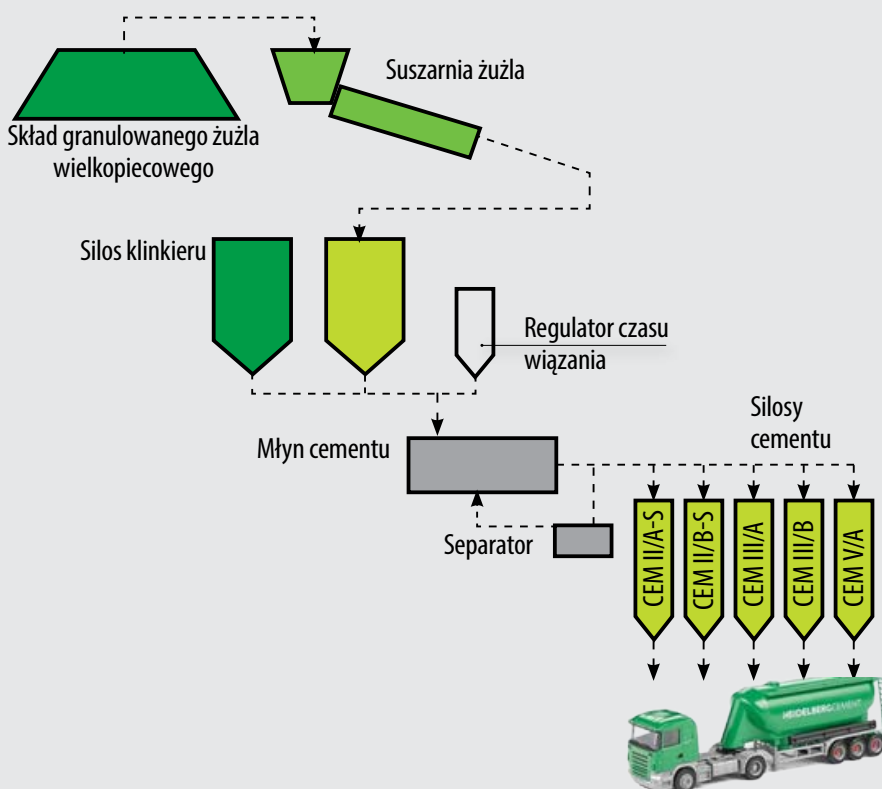 Suszarnia żużla
Skład granulowanego żużla
wielkopiecowego
Silos klinkieru
Regulator czasu
wiązania
Silosy
cementu
Młyn cementu
Separator
CEM II/A-S
CEM II/B-S
CEM III/A
CEM III/B
CEM V/A
HEIDELBERGCEMENT